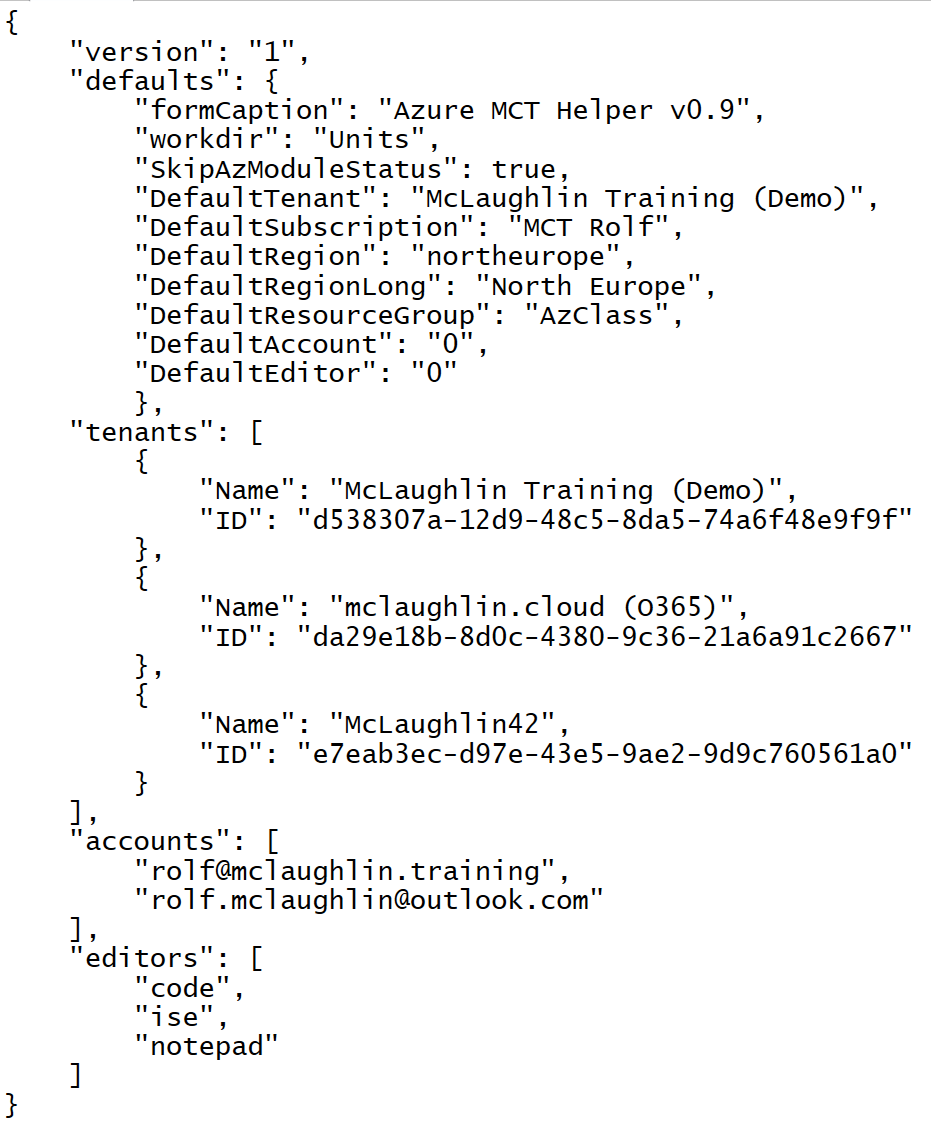 {
    "version": "1",
    "defaults": {
        "formCaption": "Azure MCT Helper v0.9",
        "workdir": "Units",
        "SkipAzModuleStatus": true,
        "DefaultTenant": "McLaughlin Training (Demo)",
        "DefaultSubscription": "MCT Rolf",
        "DefaultRegion": "northeurope",
        "DefaultRegionLong": "North Europe",
        "DefaultResourceGroup": "AzClass",
        "DefaultAccount": "0",
        "DefaultEditor": "0"
        },
    "tenants": [
        {
            "Name": "McLaughlin Training (Demo)",
            "ID": "d538307a-12d9-48c5-8da5-74a6f48e9f9f"
        },
        {
            "Name": "mclaughlin.cloud (O365)",
            "ID": "da29e18b-8d0c-4380-9c36-21a6a91c2667"
        },
        {
            "Name": "McLaughlin42",
            "ID": "e7eab3ec-d97e-43e5-9ae2-9d9c760561a0"
        }
    ],
    "accounts": [
        "rolf@mclaughlin.training",
        "rolf.mclaughlin@outlook.com"
    ],
    "editors": [
        "code",
        "ise",
        "notepad"
    ]
}